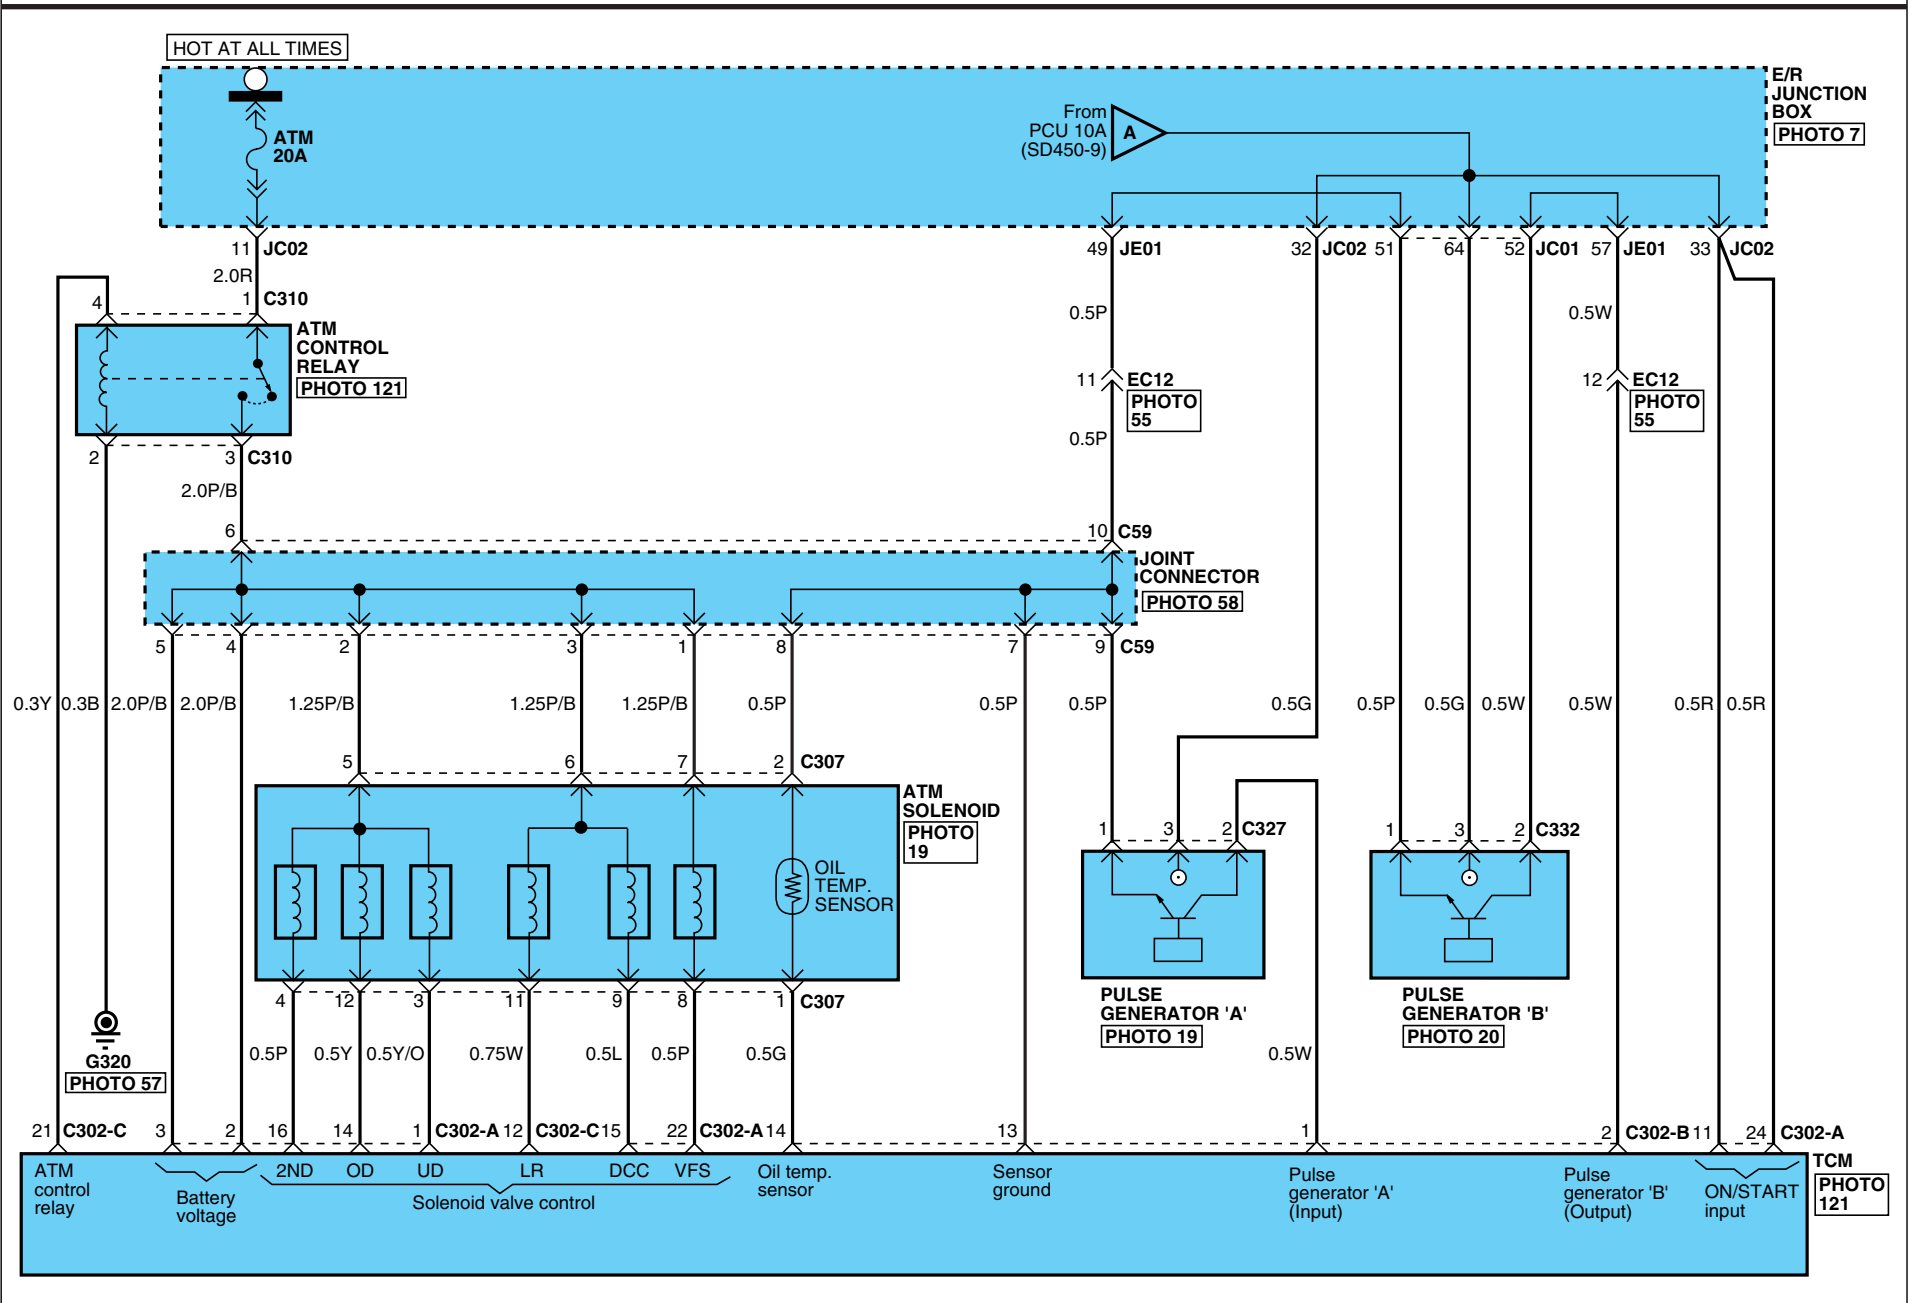 HOT AT ALL TIMES
E/R
JUNCTION
BOX
PHOTO 7
ATM
20A
From
PCU 10A
(SD450-9)
A
11 JC02
49 JE01
32 JC02 51
64
52 JC01 57 JE01
33 JC02
2.0R
4
1 C310
0.5P
0.5W
ATM
CONTROL
RELAY
PHOTO 121
11 EC12
PHOTO
55
12 EC12
PHOTO
55
0.5P
2
3 C310
2.0P/B
6
10 C59
JOINT
CONNECTOR
PHOTO 58
5
4
2
3
1
8
7
9 C59
0.3Y 0.3B 2.0P/B 2.0P/B 1.25P/B 1.25P/B 1.25P/B 0.5P 0.5P 0.5P 0.5G 0.5P 0.5G 0.5W 0.5W 0.5R 0.5R
5
6
7
2 C307
ATM
SOLENOID
PHOTO
19
OIL
TEMP.
SENSOR
1
3
2 C327
1
3
2 C332
4
12
3
11
9
8
1 C307
PULSE
GENERATOR 'A'
PHOTO 19
PULSE
GENERATOR 'B'
PHOTO 20
G320
PHOTO 57
0.5P 0.5Y 0.5Y/O 0.75W 0.5L 0.5P 0.5G 0.5W
21 C302-C 3 2 16 14 1 C302-A 12 C302-C 15 22 C302-A 14 13 1 2 C302-B 11 24 C302-A
TCM
PHOTO
121
ATM
control
relay
Battery
voltage
2ND OD UD LR DCC VFS
Solenoid valve control
Oil temp.
sensor
Sensor
ground
Pulse
generator 'A'
(Input)
Pulse
generator 'B'
(Output)
ON/START
input